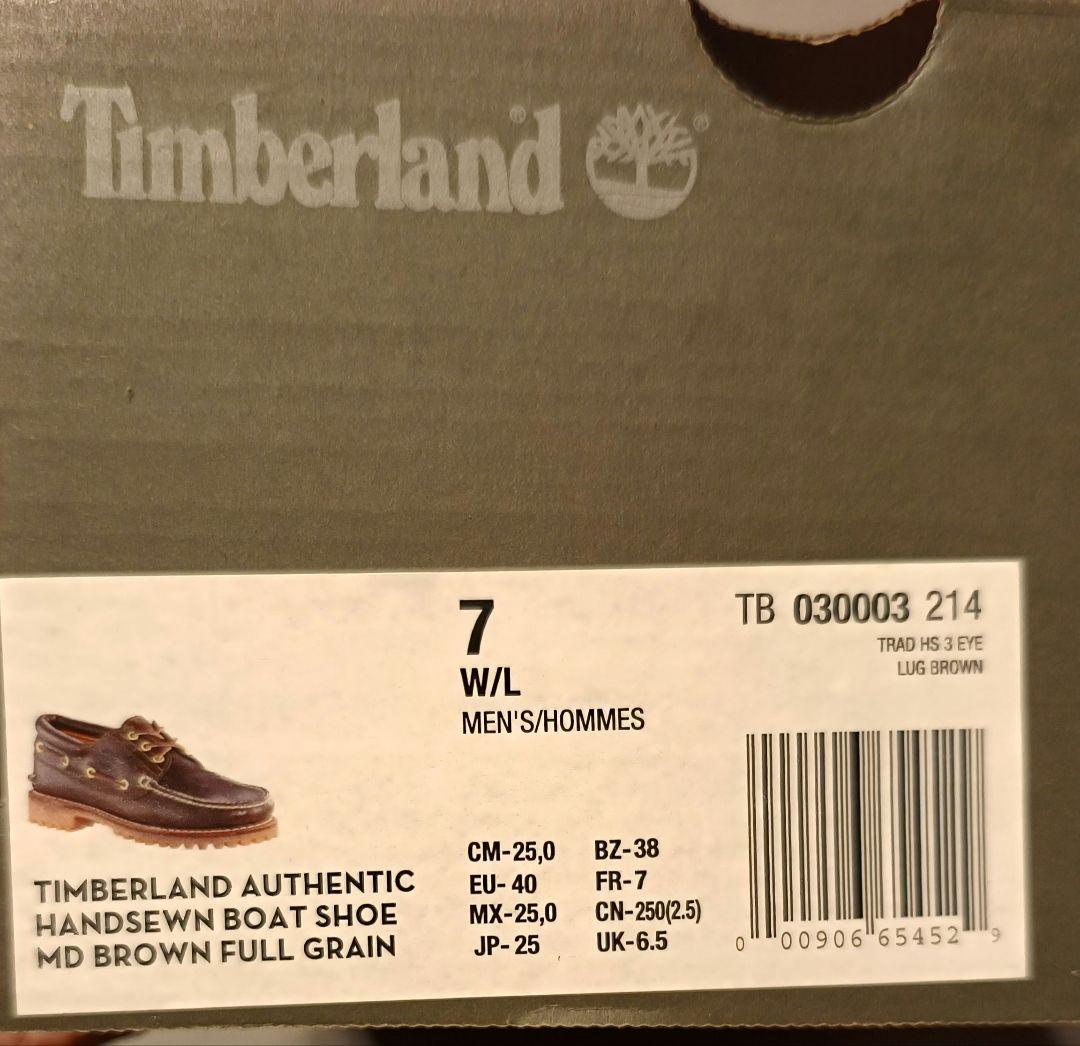 Timberland®
®
7
W/L
MEN'S/HOMMES
TB 030003 214
TRAD HS 3 EYE
LUG BROWN
TIMBERLAND AUTHENTIC
HANDSEWN BOAT SHOE
MD BROWN FULL GRAIN
CM-25,0 BZ-38
EU-40 FR-7
MX-25,0 CN-250(2.5)
JP-25 UK-6.5
0 00906 65452 9